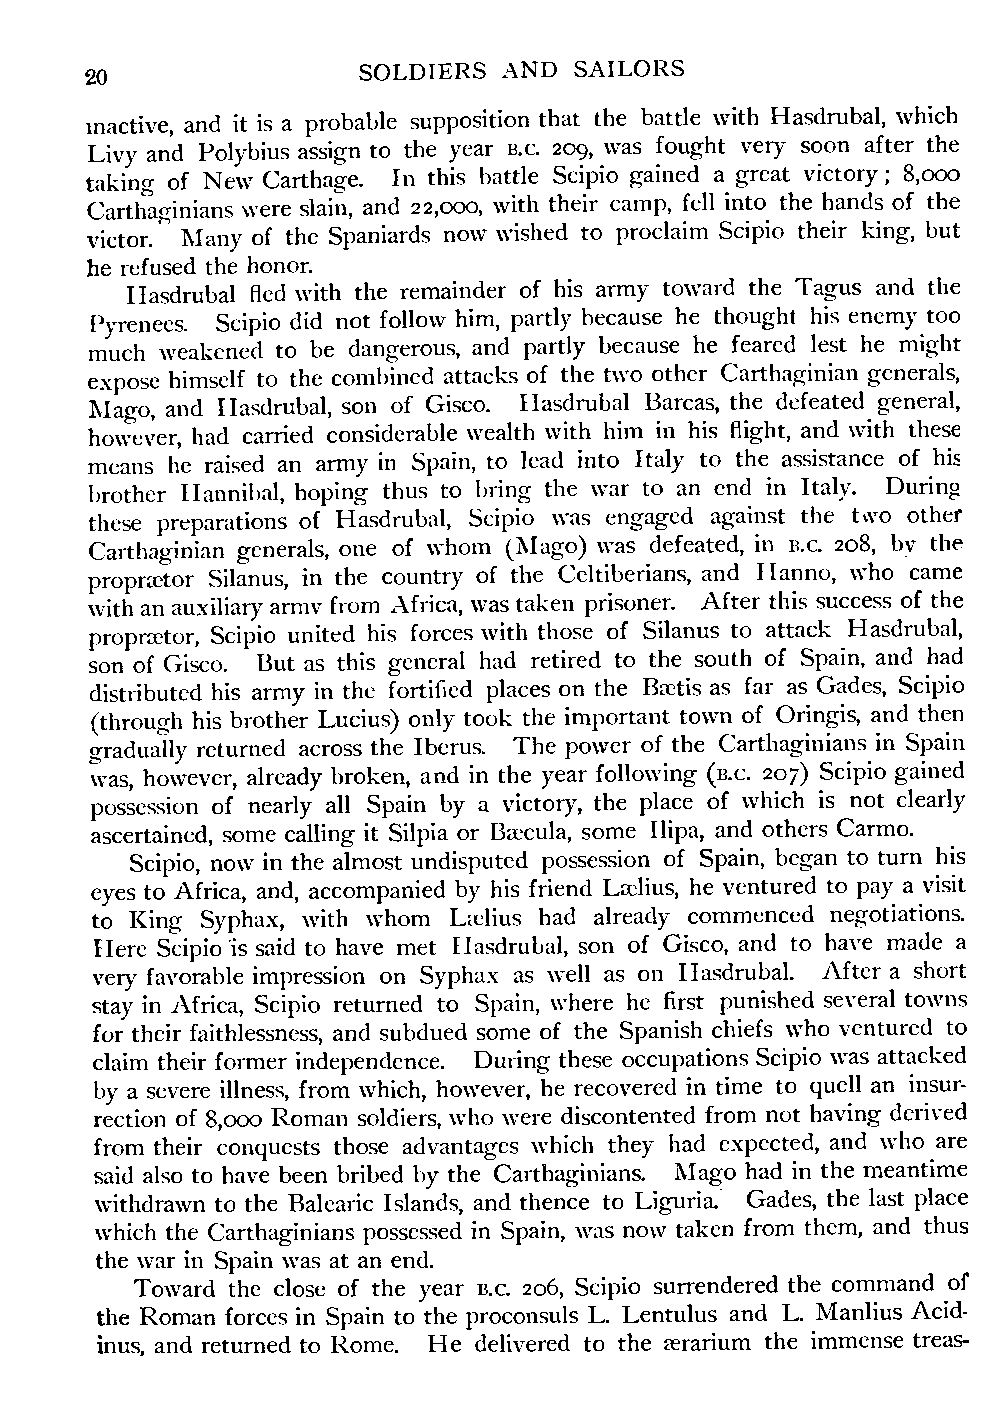 20 SOLDIERS AND SAILORS
inactive, and it is a probable supposition that the battle with Hasdrubal, which
Livy and Polybius assign to the year B.C. 209, was fought very soon after the
taking of New Carthage. In this battle Scipio gained a great victory; 8,000
Carthaginians were slain, and 22,000, with their camp, fell into the hands of the
victor. Many of the Spaniards now wished to proclaim Scipio their king, but
he refused the honor.
Hasdrubal fled with the remainder of his army toward the Tagus and the
Pyrenees. Scipio did not follow him, partly because he thought his enemy too
much weakened to be dangerous, and partly because he feared lest he might
expose himself to the combined attacks of the two other Carthaginian generals,
Mago, and Hasdrubal, son of Gisco. Hasdrubal Barcas, the defeated general,
however, had carried considerable wealth with him in his flight, and with these
means he raised an army in Spain, to lead into Italy to the assistance of his
brother Hannibal, hoping thus to bring the war to an end in Italy. During
these preparations of Hasdrubal, Scipio was engaged against the two other
Carthaginian generals, one of whom (Mago) was defeated, in B.C. 208, by the
proprætor Silanus, in the country of the Celtiberians, and Hanno, who came
with an auxiliary army from Africa, was taken prisoner. After this success of the
proprætor, Scipio united his forces with those of Silanus to attack Hasdrubal,
son of Gisco. But as this general had retired to the south of Spain, and had
distributed his army in the fortified places on the Bætis as far as Gades, Scipio
(through his brother Lucius) only took the important town of Oringis, and then
gradually returned across the Iberus. The power of the Carthaginians in Spain
was, however, already broken, and in the year following (B.C. 207) Scipio gained
possession of nearly all Spain by a victory, the place of which is not clearly
ascertained, some calling it Silpia or Bæcula, some Ilipa, and others Carmo.
Scipio, now in the almost undisputed possession of Spain, began to turn his
eyes to Africa, and, accompanied by his friend Lælius, he ventured to pay a visit
to King Syphax, with whom Lælius had already commenced negotiations.
Here Scipio is said to have met Hasdrubal, son of Gisco, and to have made a
very favorable impression on Syphax as well as on Hasdrubal. After a short
stay in Africa, Scipio returned to Spain, where he first punished several towns
for their faithlessness, and subdued some of the Spanish chiefs who ventured to
claim their former independence. During these occupations Scipio was attacked
by a severe illness, from which, however, he recovered in time to quell an insur-
rection of 8,000 Roman soldiers, who were discontented from not having derived
from their conquests those advantages which they had expected, and who are
said also to have been bribed by the Carthaginians. Mago had in the meantime
withdrawn to the Balearic Islands, and thence to Liguria. Gades, the last place
which the Carthaginians possessed in Spain, was now taken from them, and thus
the war in Spain was at an end.
Toward the close of the year B.C. 206, Scipio surrendered the command of
the Roman forces in Spain to the proconsuls L. Lentulus and L. Manlius Acid-
inus, and returned to Rome. He delivered to the ærarium the immense treas-